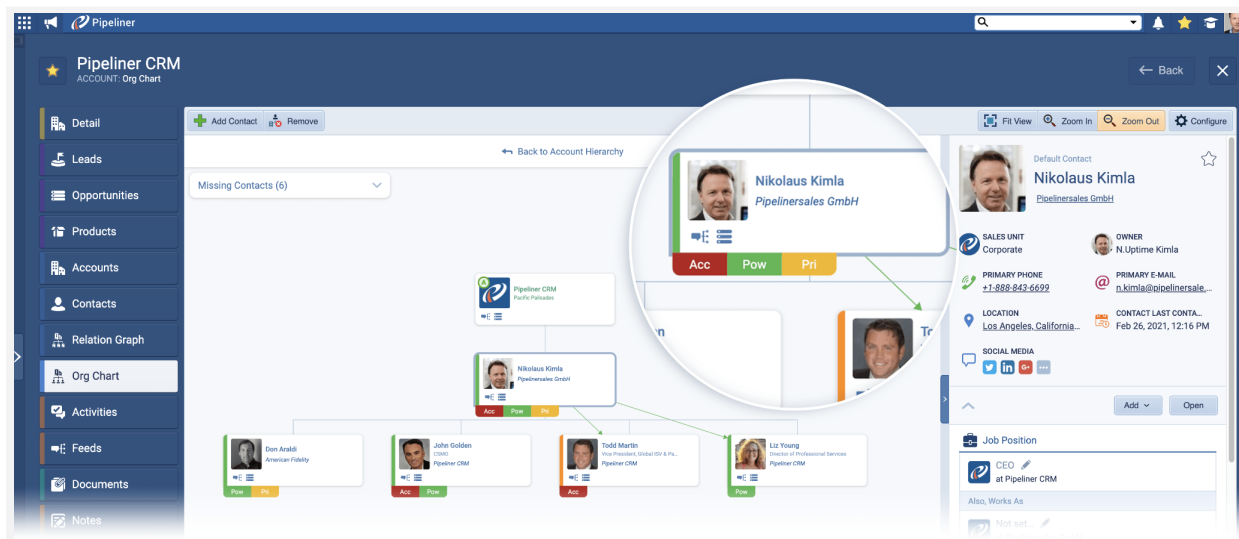 Pipeliner
Pipeliner CRM
ACCOUNT: Org Chart
Back
Detail
Leads
Opportunities
Products
Accounts
Contacts
Relation Graph
Org Chart
Activities
Feeds
Documents
Notes
Add Contact
Remove
Fit View
Zoom In
Zoom Out
Configure
Back to Account Hierarchy
Missing Contacts (6)
Nikolaus Kimla
Pipelinersales GmbH
Acc Pow Pri
A
Pipeliner CRM
Pacific Palisades
Nikolaus Kimla
Pipelinersales GmbH
Acc Pow Pri
Don Araldi
American Fidelity
Pow Pri
John Golden
CSMO
Pipeliner CRM
Acc Pow
Todd Martin
Vice President, Global ISV & Pa...
Pipeliner CRM
Acc
Liz Young
Director of Professional Services
Pipeliner CRM
Pow
Default Contact
Nikolaus Kimla
Pipelinersales GmbH
SALES UNIT
Corporate
OWNER
N.Uptime Kimla
PRIMARY PHONE
+1-888-843-6699
PRIMARY E-MAIL
n.kimla@pipelinersale...
LOCATION
Los Angeles, California...
CONTACT LAST CONTA...
Feb 26, 2021, 12:16 PM
SOCIAL MEDIA
Add
Open
Job Position
CEO
at Pipeliner CRM
Also, Works As
Not set...